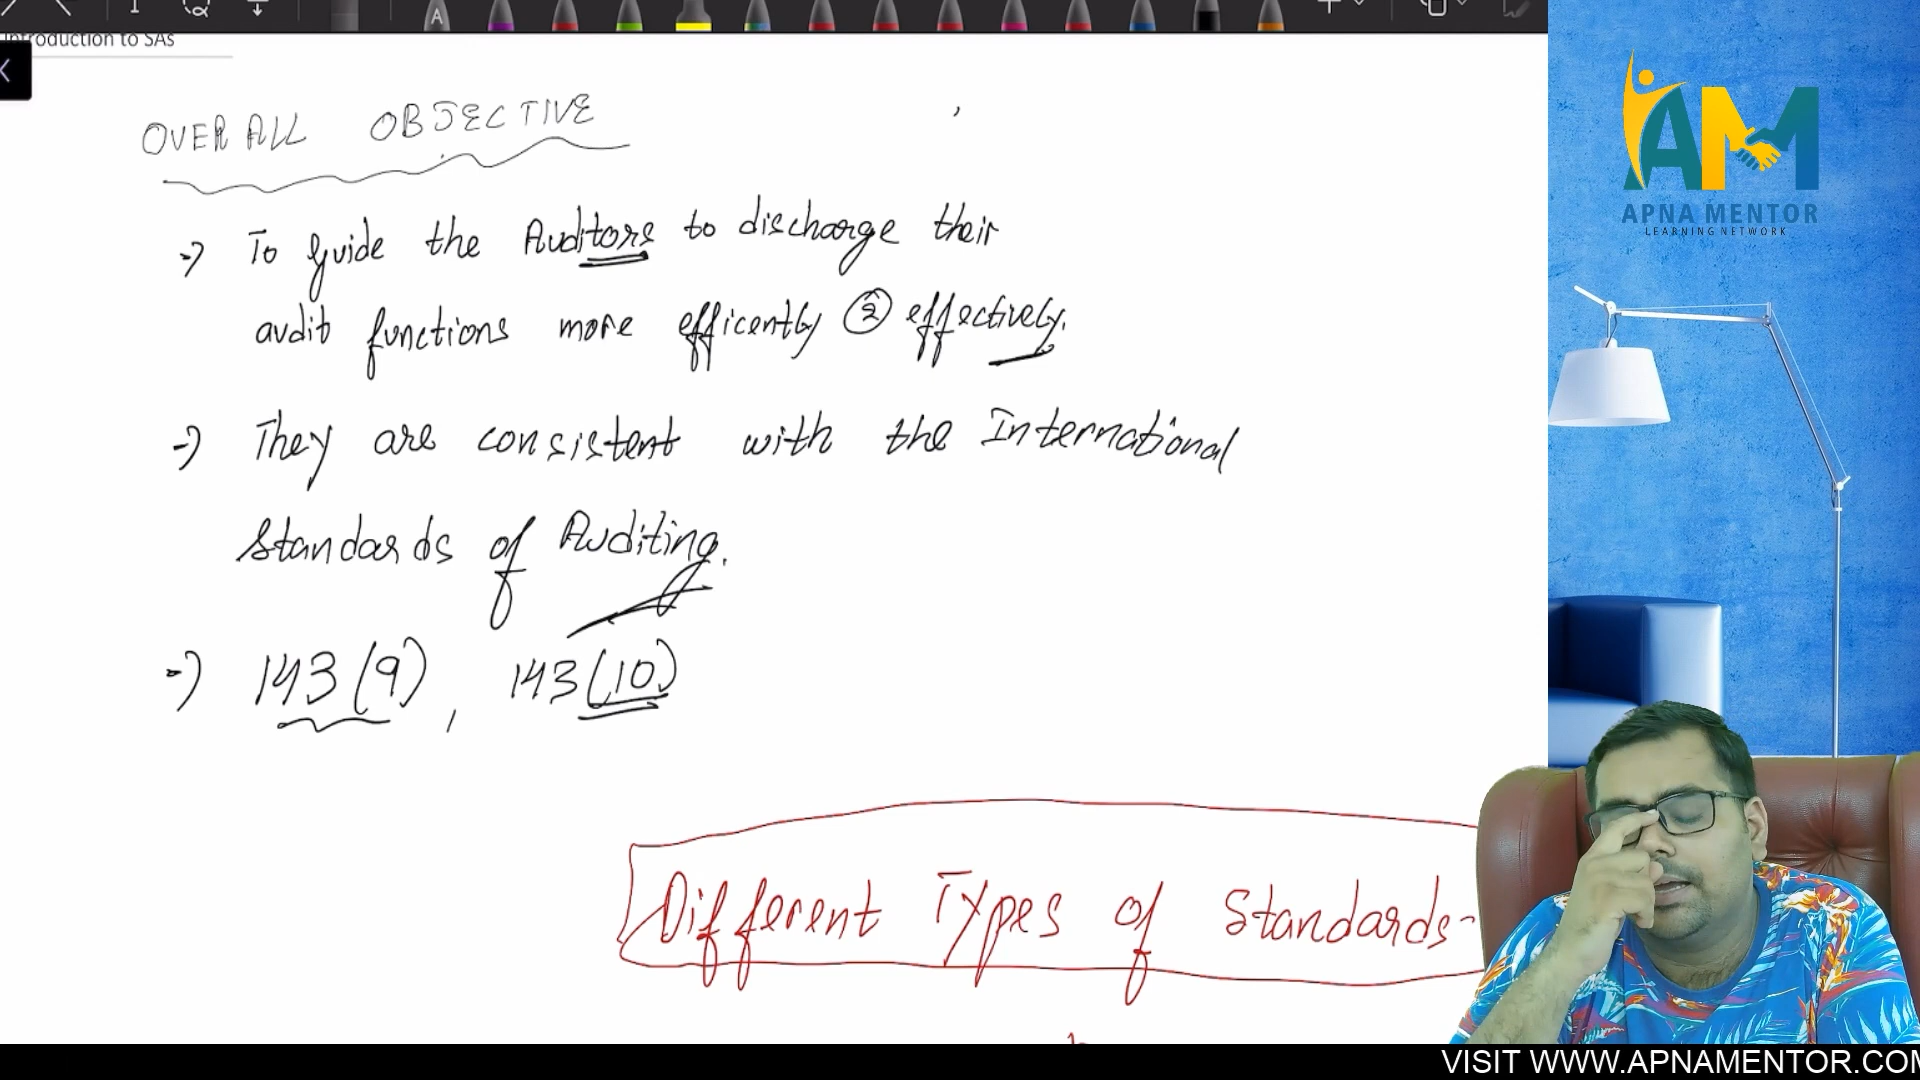 Introduction to SAs
OVERALL OBJECTIVE
=) To guide the Auditors to discharge their
audit functions more efficently & effectively.
=) They are consistent with the International
Standards of Auditing.
=) 143(9), 143(10)
Different Types of Standards-
A
AM
APNA MENTOR
LEARNING NETWORK
VISIT WWW.APNAMENTOR.COM